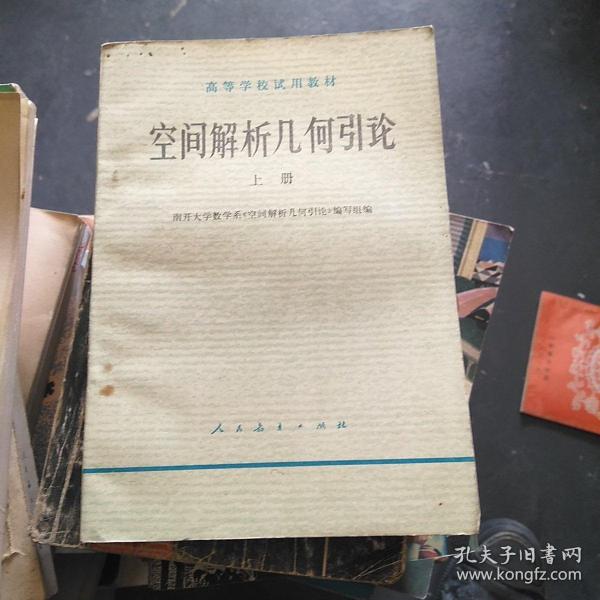 高等学校试用教材
空间解析几何引论
上册
南开大学数学系《空间解析几何引论》编写组编
人民教育出版社
孔夫子旧书网
www.kongfz.com